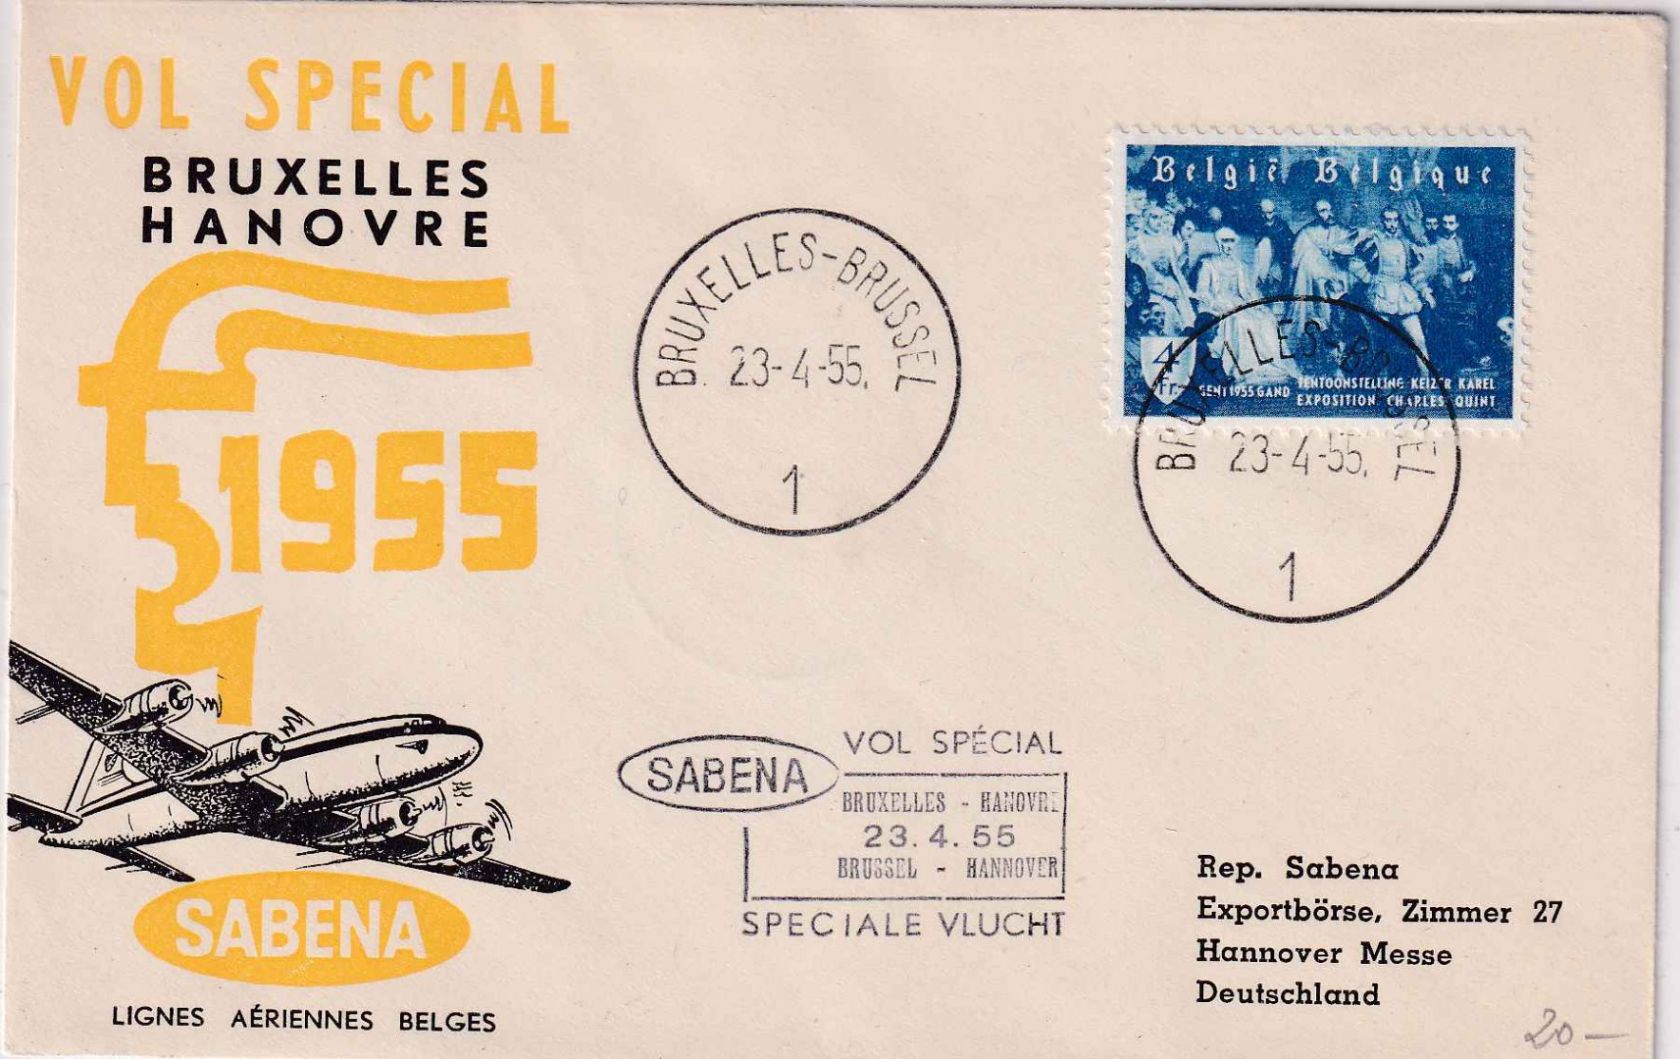 VOL SPECIAL
BRUXELLES
HANOVRE
1955
SABENA
LIGNES AÉRIENNES BELGES
BRUXELLES-BRUSSEL
23-4-55.
1
België Belgique
4
Fr.
GENT 1955 GAND
TENTOONSTELLING KEIZER KAREL
EXPOSITION CHARLES QUINT
BRUXELLES-BRUSSEL
23-4-55.
1
SABENA
VOL SPÉCIAL
BRUXELLES - HANOVRE
23.4.55
BRUSSEL - HANNOVER
SPECIALE VLUCHT
Rep. Sabena
Exportbörse, Zimmer 27
Hannover Messe
Deutschland
20-